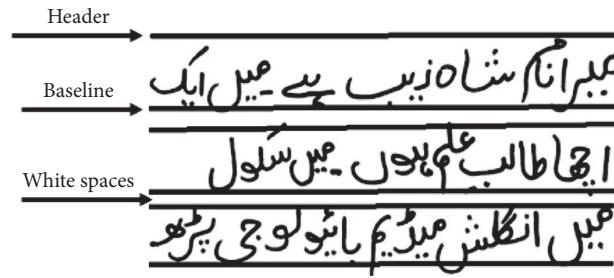 Header
میرا نام شاہ زیب ہے۔ میں ایک
Baseline
اچھا طالب علم ہوں۔ میں سکول
White spaces
میں انگلش میڈیم بائیولوجی پڑھ